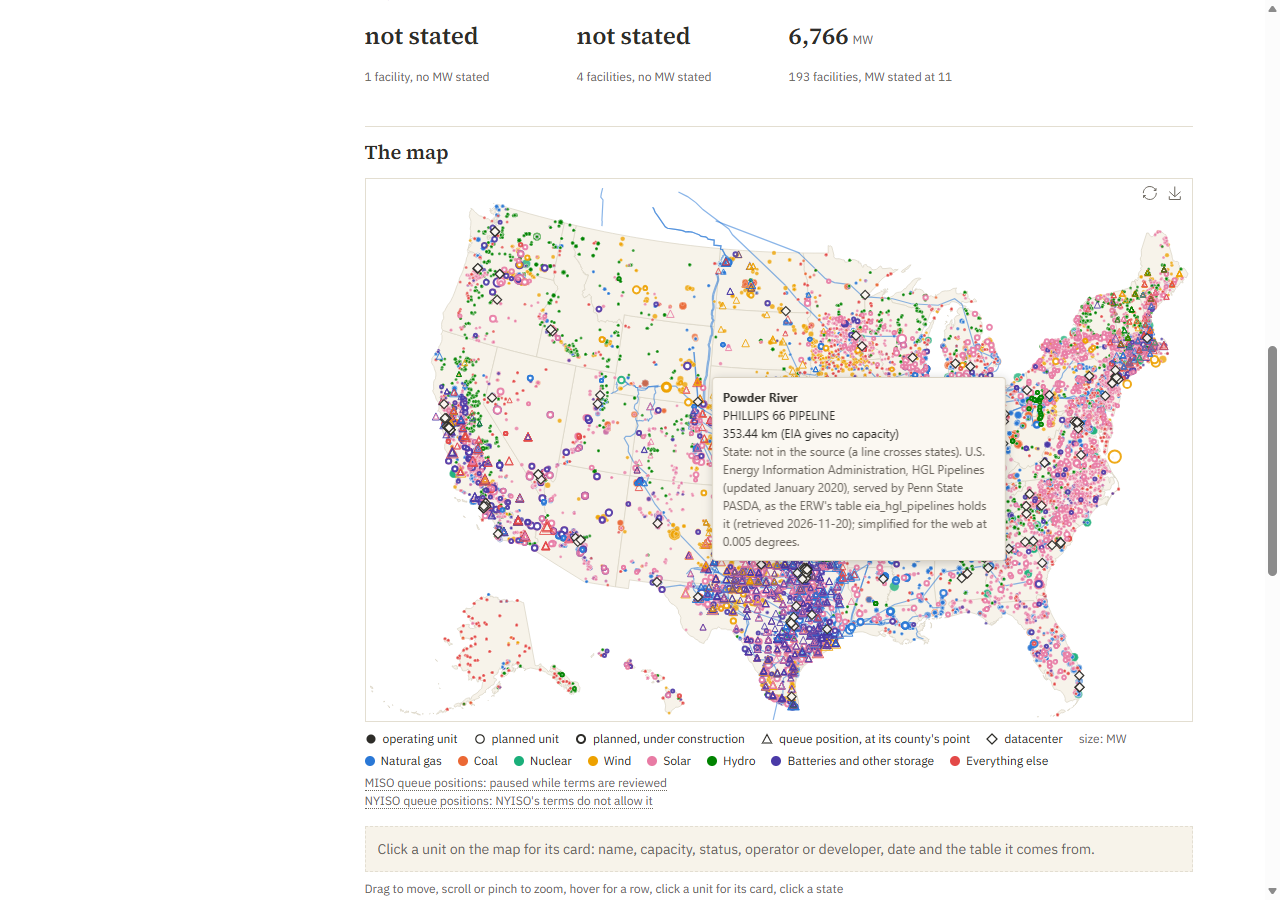 not stated
not stated
6,766 MW
1 facility, no MW stated
4 facilities, no MW stated
193 facilities, MW stated at 11
The map
Powder River
PHILLIPS 66 PIPELINE
353.44 km (EIA gives no capacity)
State: not in the source (a line crosses states). U.S.
Energy Information Administration, HGL Pipelines
(updated January 2020), served by Penn State
PASDA, as the ERW's table eia_hgl_pipelines holds
it (retrieved 2026-11-20); simplified for the web at
0.005 degrees.
operating unit
planned unit
planned, under construction
queue position, at its county's point
datacenter
size: MW
Natural gas
Coal
Nuclear
Wind
Solar
Hydro
Batteries and other storage
Everything else
MISO queue positions: paused while terms are reviewed
NYISO queue positions: NYISO's terms do not allow it
Click a unit on the map for its card: name, capacity, status, operator or developer, date and the table it comes from.
Drag to move, scroll or pinch to zoom, hover for a row, click a unit for its card, click a state